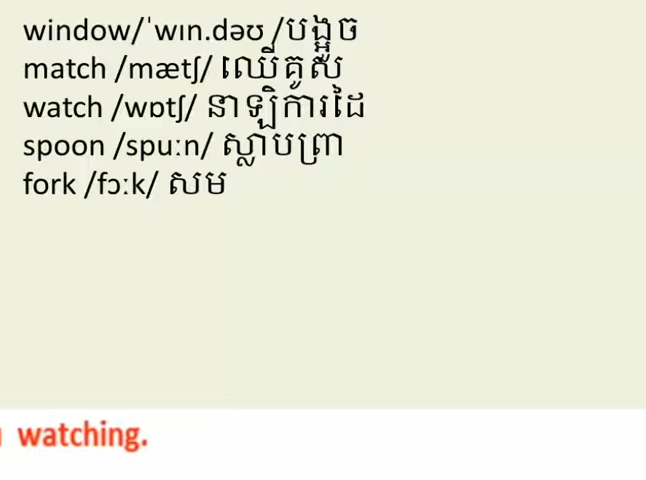 window/ˈwɪn.dəʊ /បង្អួច
match /mætʃ/ ឈើគូស
watch /wɒtʃ/ នាឡិការដៃ
spoon /spuːn/ ស្លាបព្រា
fork /fɔːk/ សម
watching.